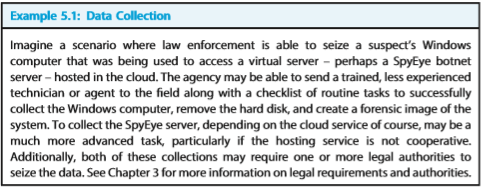 Example 5.1: Data Collection
Imagine a scenario where law enforcement is able to seize a suspect's Windows
computer that was being used to access a virtual server – perhaps a SpyEye botnet
server – hosted in the cloud. The agency may be able to send a trained, less experienced
technician or agent to the field along with a checklist of routine tasks to successfully
collect the Windows computer, remove the hard disk, and create a forensic image of the
system. To collect the SpyEye server, depending on the cloud service of course, may be a
much more advanced task, particularly if the hosting service is not cooperative.
Additionally, both of these collections may require one or more legal authorities to
seize the data. See Chapter 3 for more information on legal requirements and authorities.